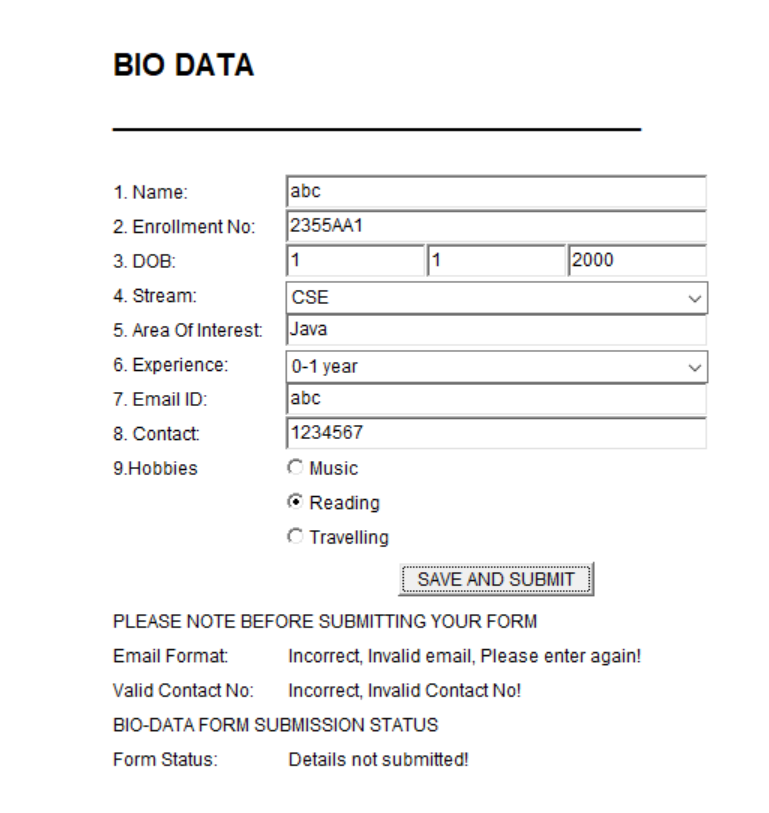 BIO DATA
1. Name: abc
2. Enrollment No: 2355AA1
3. DOB: 1 1 2000
4. Stream: CSE
5. Area Of Interest: Java
6. Experience: 0-1 year
7. Email ID: abc
8. Contact: 1234567
9.Hobbies Music
Reading
Travelling
SAVE AND SUBMIT
PLEASE NOTE BEFORE SUBMITTING YOUR FORM
Email Format: Incorrect, Invalid email, Please enter again!
Valid Contact No: Incorrect, Invalid Contact No!
BIO-DATA FORM SUBMISSION STATUS
Form Status: Details not submitted!